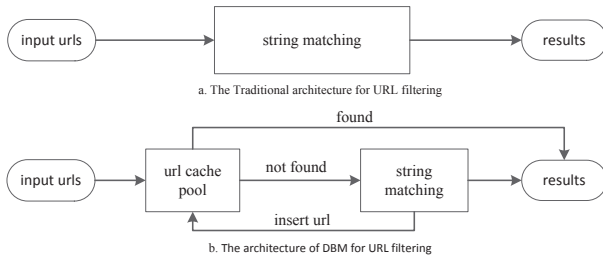 input urls
string matching
results
a. The Traditional architecture for URL filtering
found
input urls
url cache
pool
not found
string
matching
results
insert url
b. The architecture of DBM for URL filtering